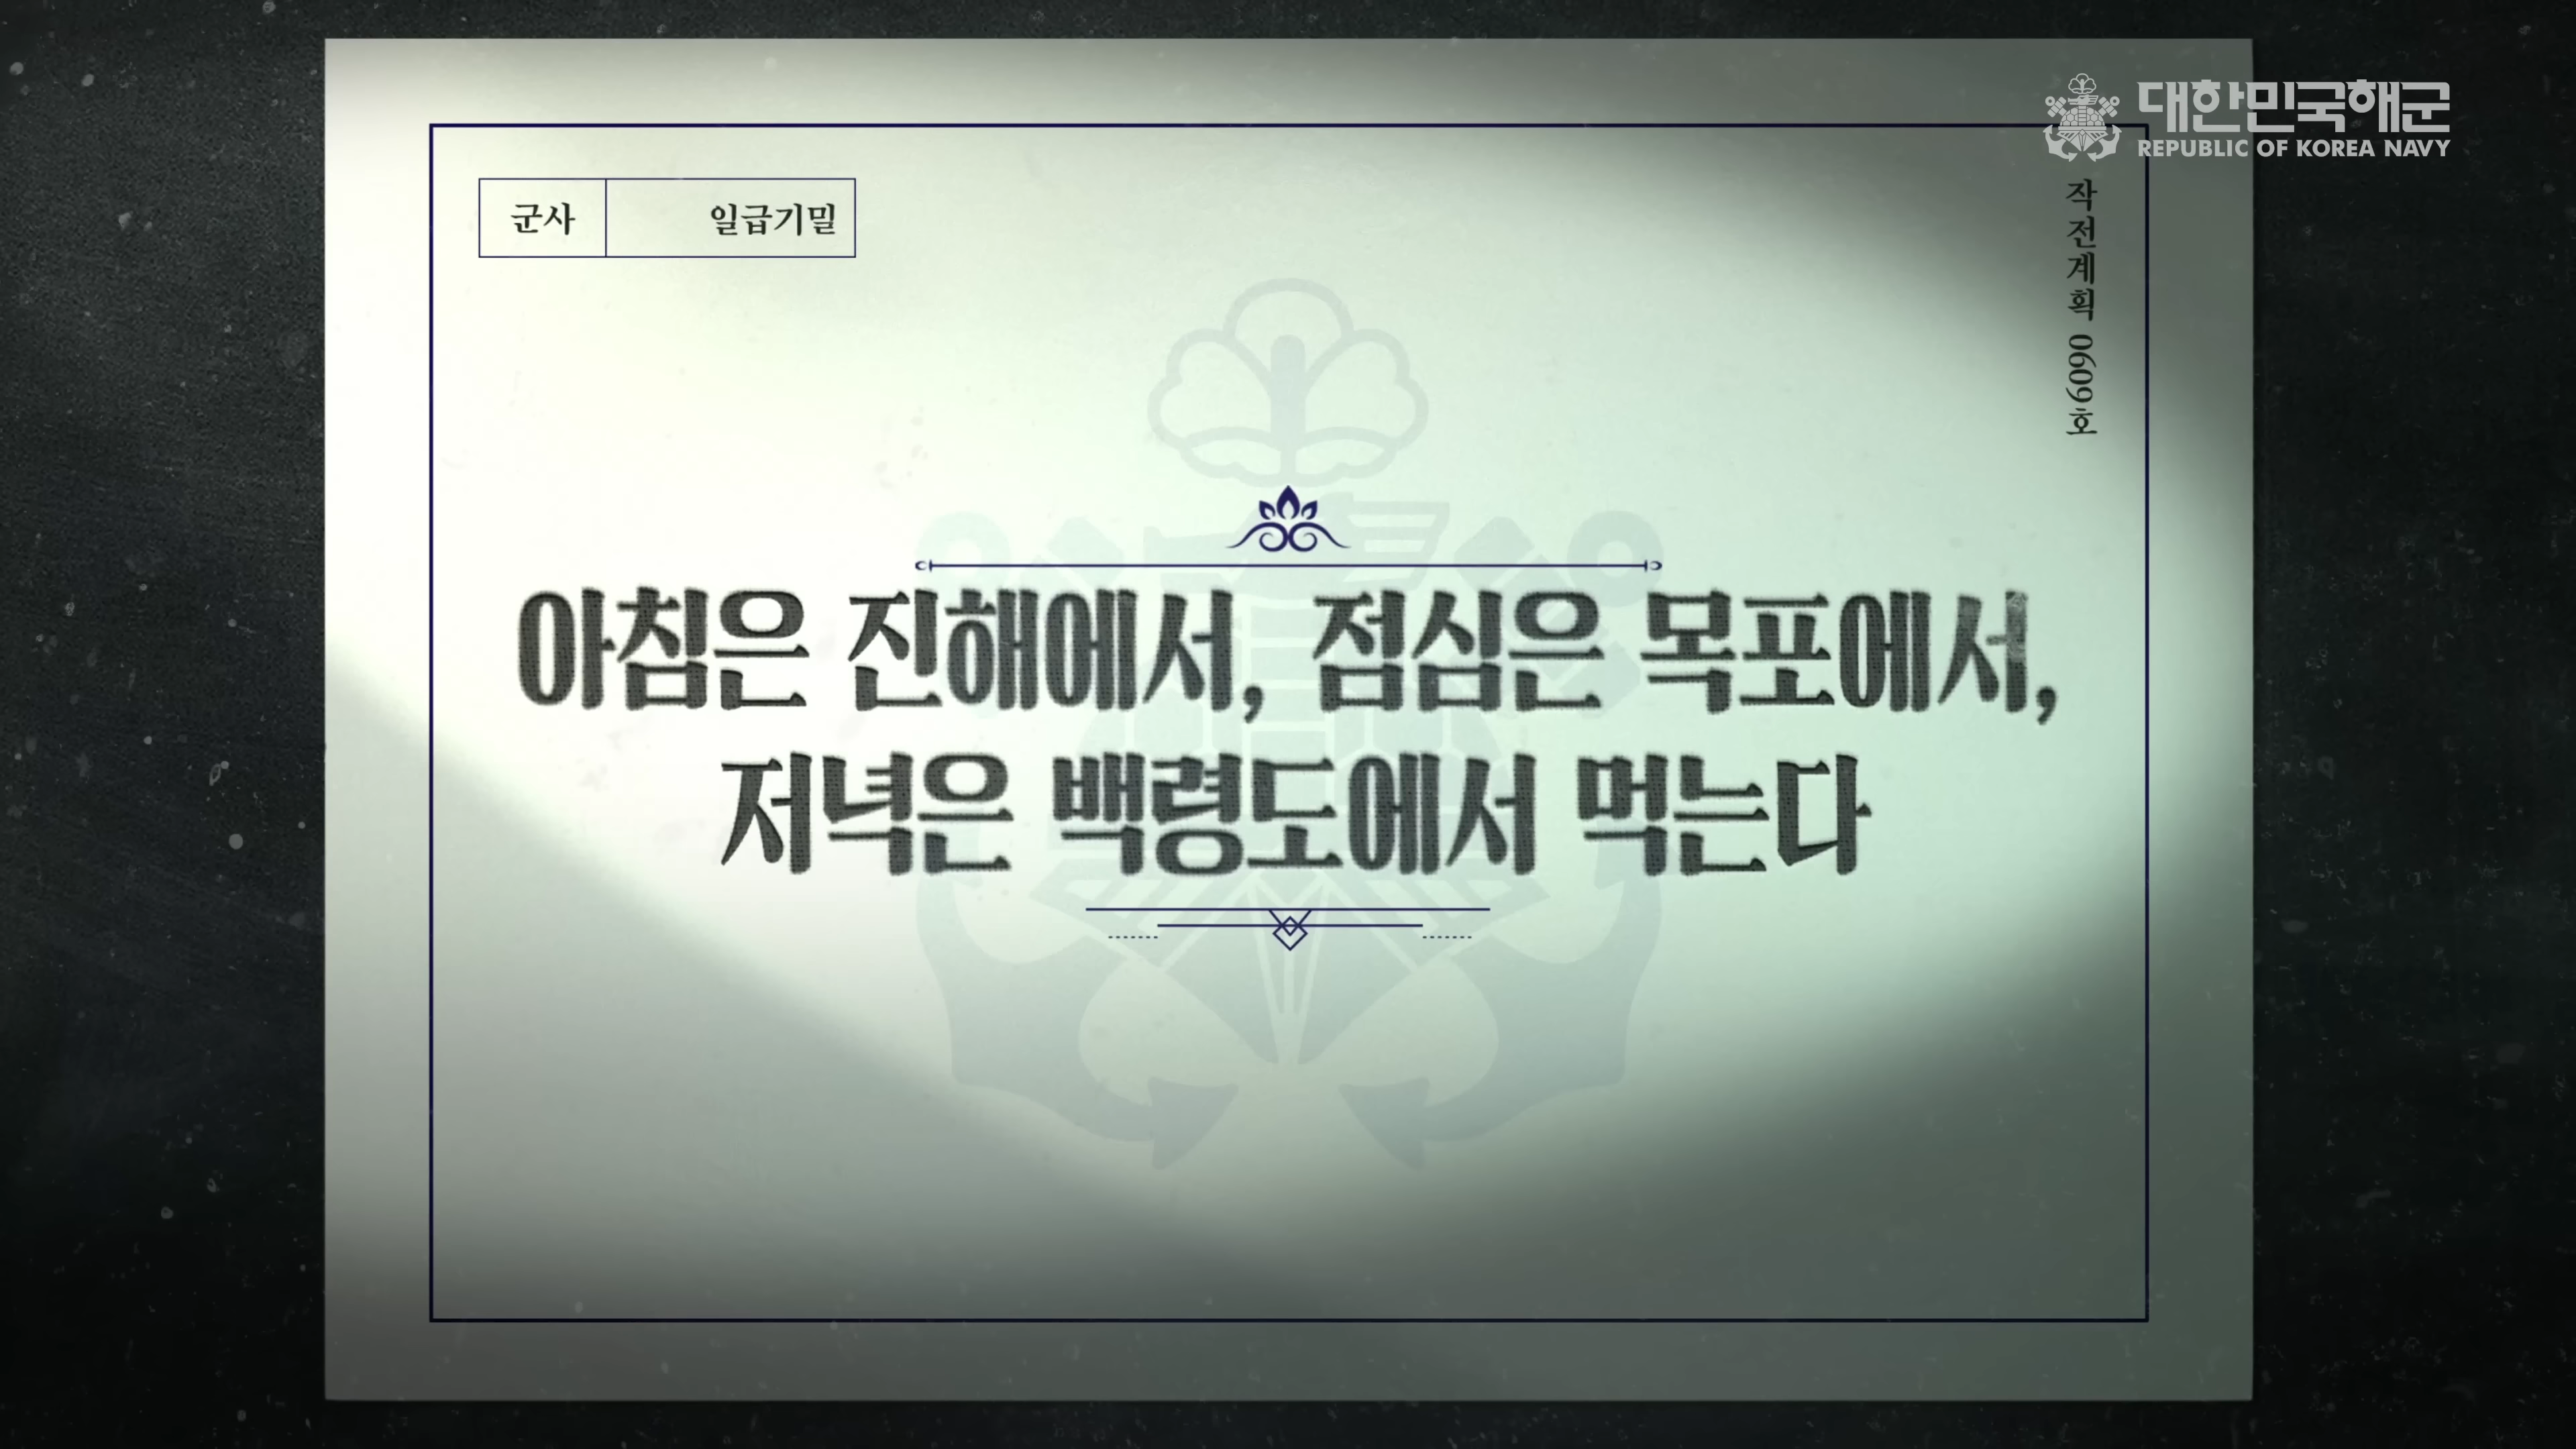 대한민국해군
REPUBLIC OF KOREA NAVY
군사 일급기밀
작전계획 0609호
아침은 진해에서, 점심은 목포에서,
저녁은 백령도에서 먹는다